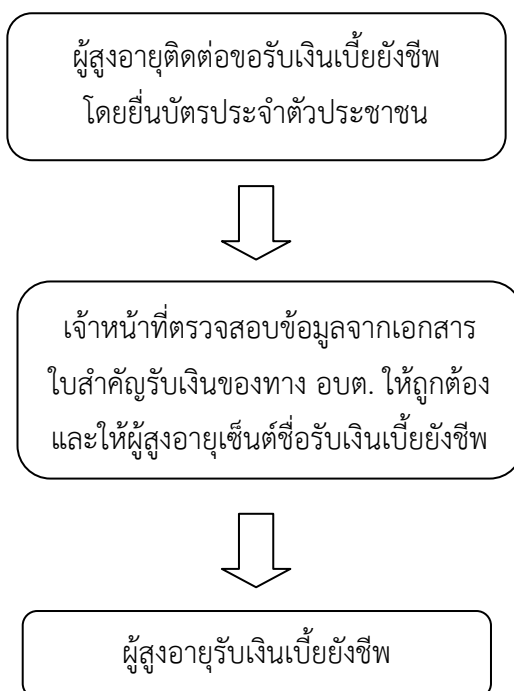 ผู้สูงอายุติดต่อขอรับเงินเบี้ยยังชีพ
โดยยื่นบัตรประจำตัวประชาชน
เจ้าหน้าที่ตรวจสอบข้อมูลจากเอกสาร
ใบสำคัญรับเงินของทาง อบต. ให้ถูกต้อง
และให้ผู้สูงอายุเซ็นต์ชื่อรับเงินเบี้ยยังชีพ
ผู้สูงอายุรับเงินเบี้ยยังชีพ